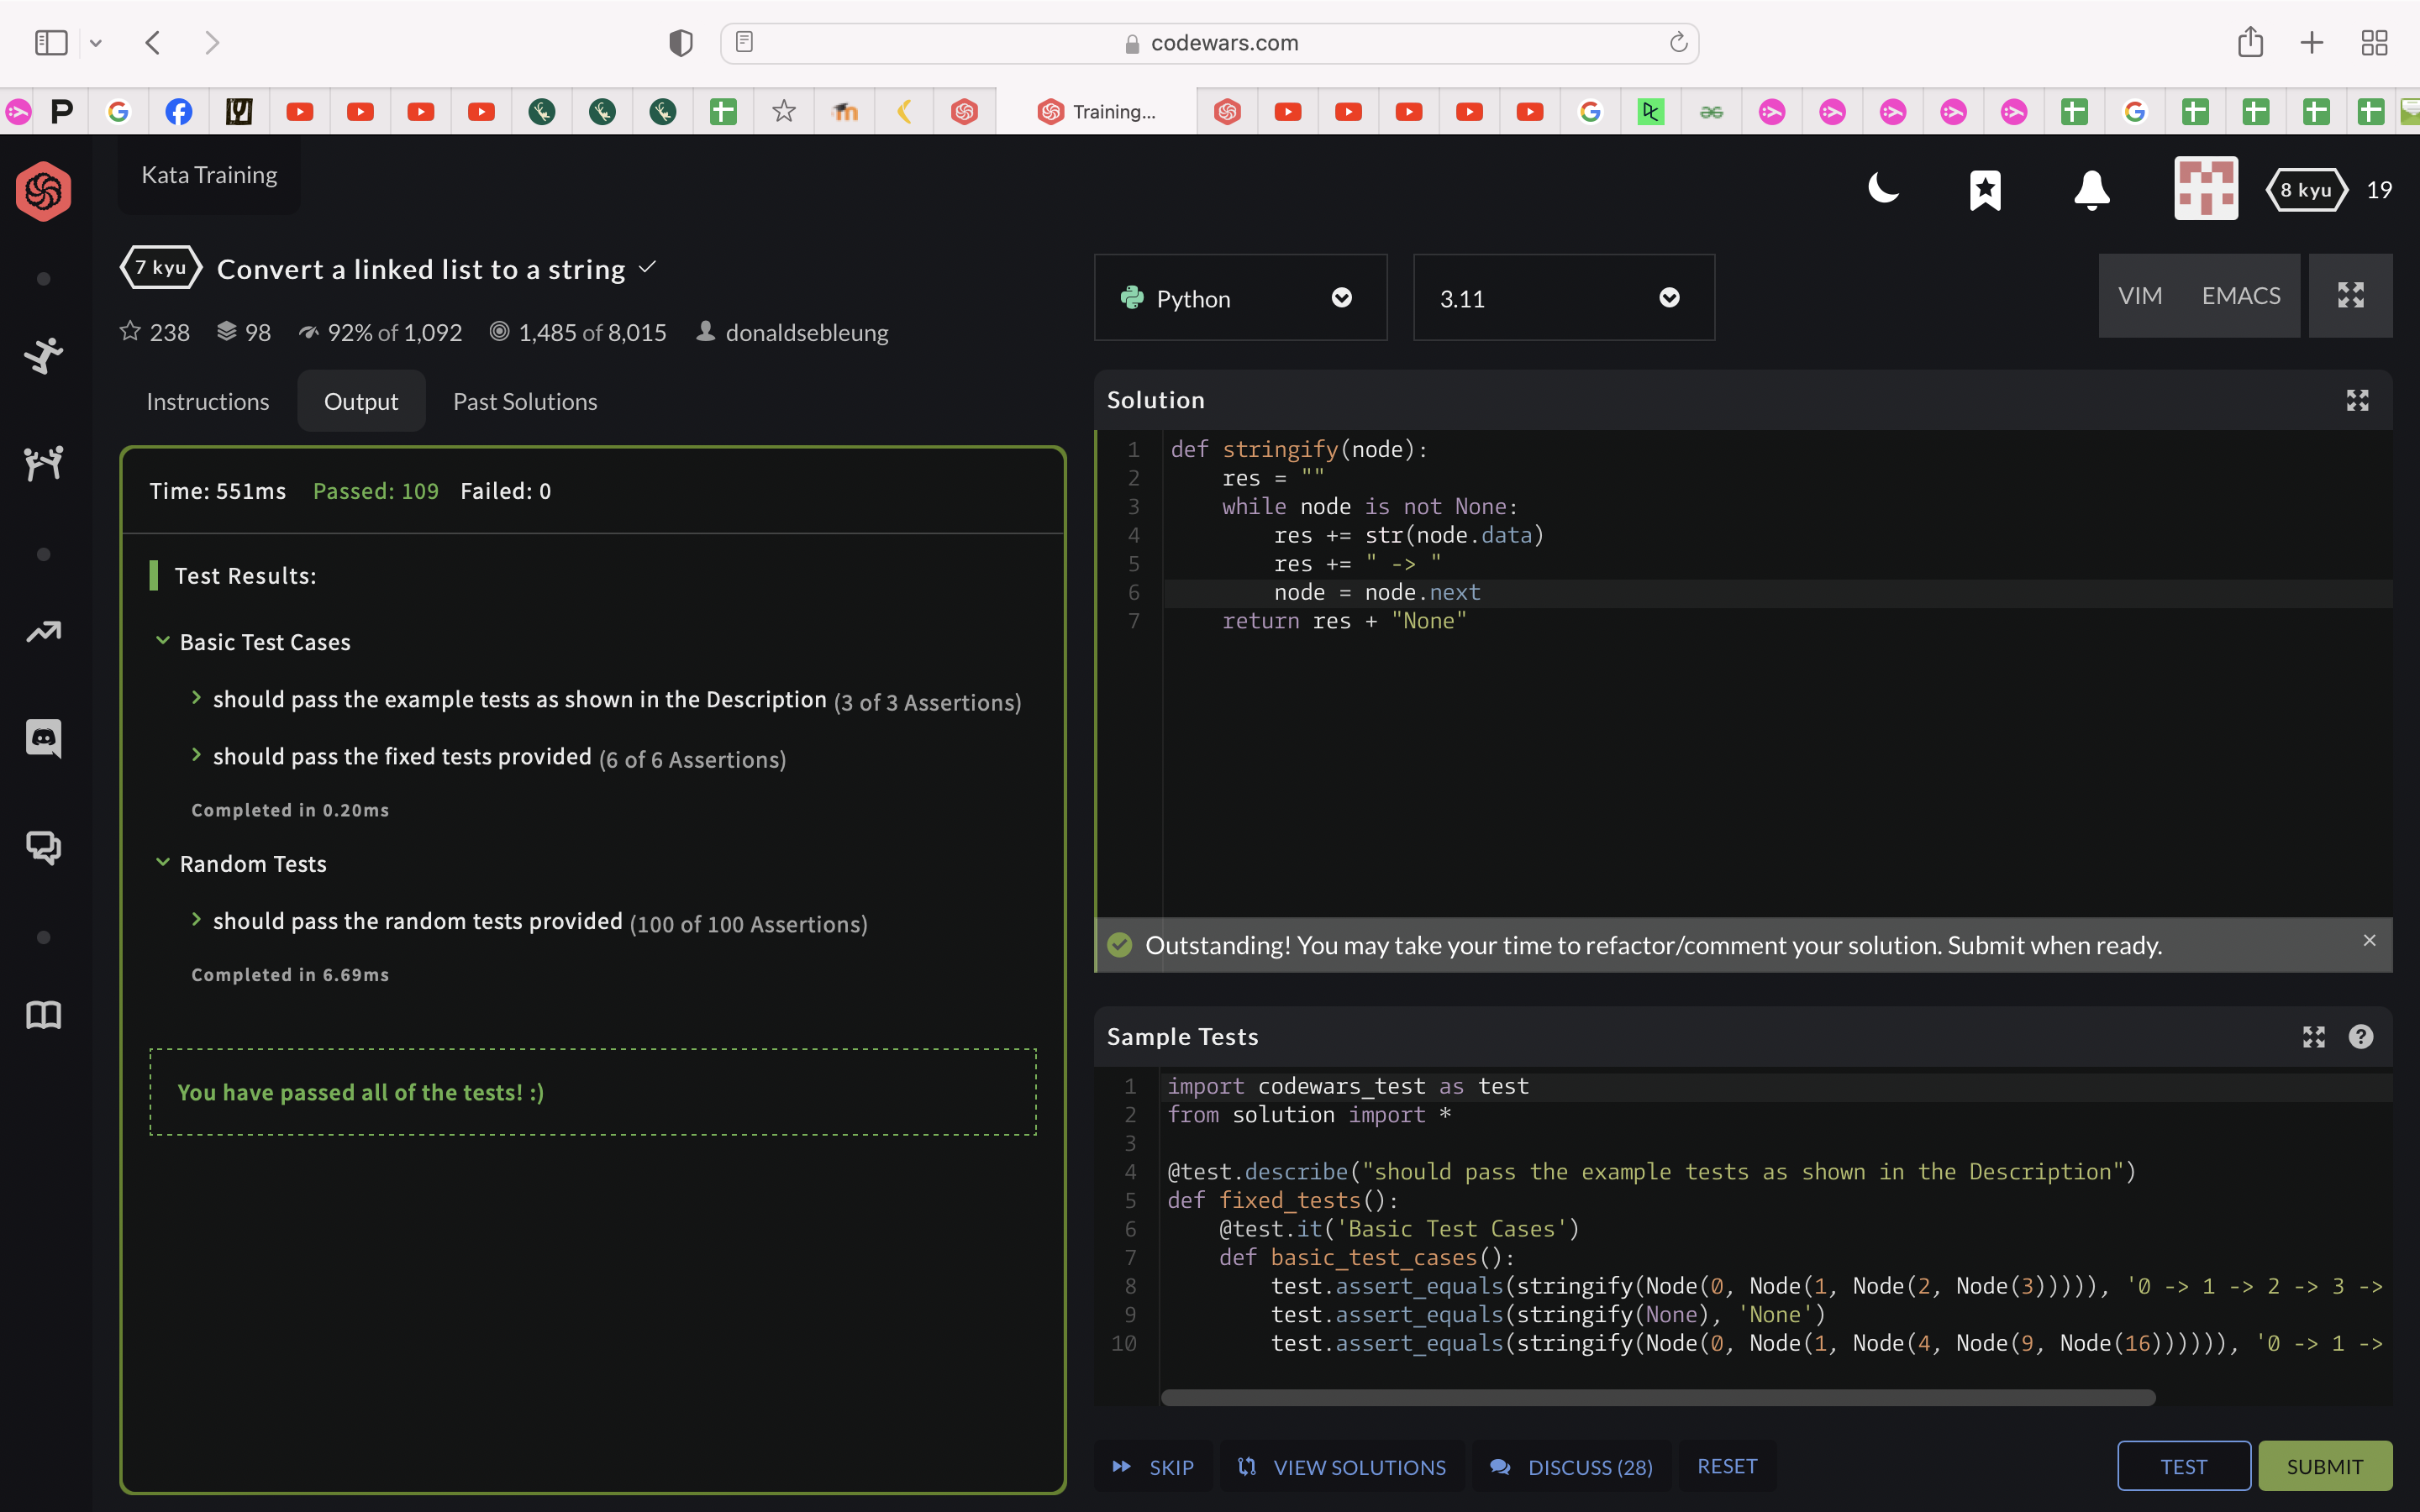 codewars.com
Training...
Kata Training
8 kyu 19
7 kyu Convert a linked list to a string
238 98 92% of 1,092 1,485 of 8,015 donaldsebleung
Instructions Output Past Solutions
Time: 551ms Passed: 109 Failed: 0
Test Results:
Basic Test Cases
should pass the example tests as shown in the Description (3 of 3 Assertions)
should pass the fixed tests provided (6 of 6 Assertions)
Completed in 0.20ms
Random Tests
should pass the random tests provided (100 of 100 Assertions)
Completed in 6.69ms
You have passed all of the tests! :)
Python 3.11 VIM EMACS
Solution
1 def stringify(node):
2     res = ""
3     while node is not None:
4         res += str(node.data)
5         res += " -> "
6         node = node.next
7     return res + "None"
Outstanding! You may take your time to refactor/comment your solution. Submit when ready.
Sample Tests
1 import codewars_test as test
2 from solution import *
3
4 @test.describe("should pass the example tests as shown in the Description")
5 def fixed_tests():
6     @test.it('Basic Test Cases')
7     def basic_test_cases():
8         test.assert_equals(stringify(Node(0, Node(1, Node(2, Node(3))))), '0 -> 1 -> 2 -> 3 ->
9         test.assert_equals(stringify(None), 'None')
10         test.assert_equals(stringify(Node(0, Node(1, Node(4, Node(9, Node(16)))))), '0 -> 1 ->
SKIP VIEW SOLUTIONS DISCUSS (28) RESET TEST SUBMIT